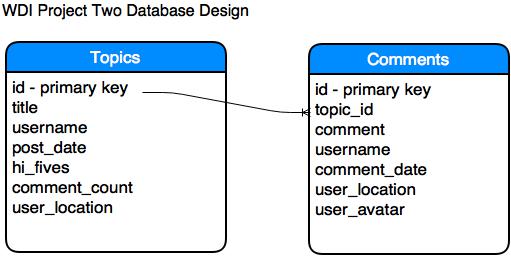 WDI Project Two Database Design
Topics
id - primary key
title
username
post_date
hi_fives
comment_count
user_location
Comments
id - primary key
topic_id
comment
username
comment_date
user_location
user_avatar